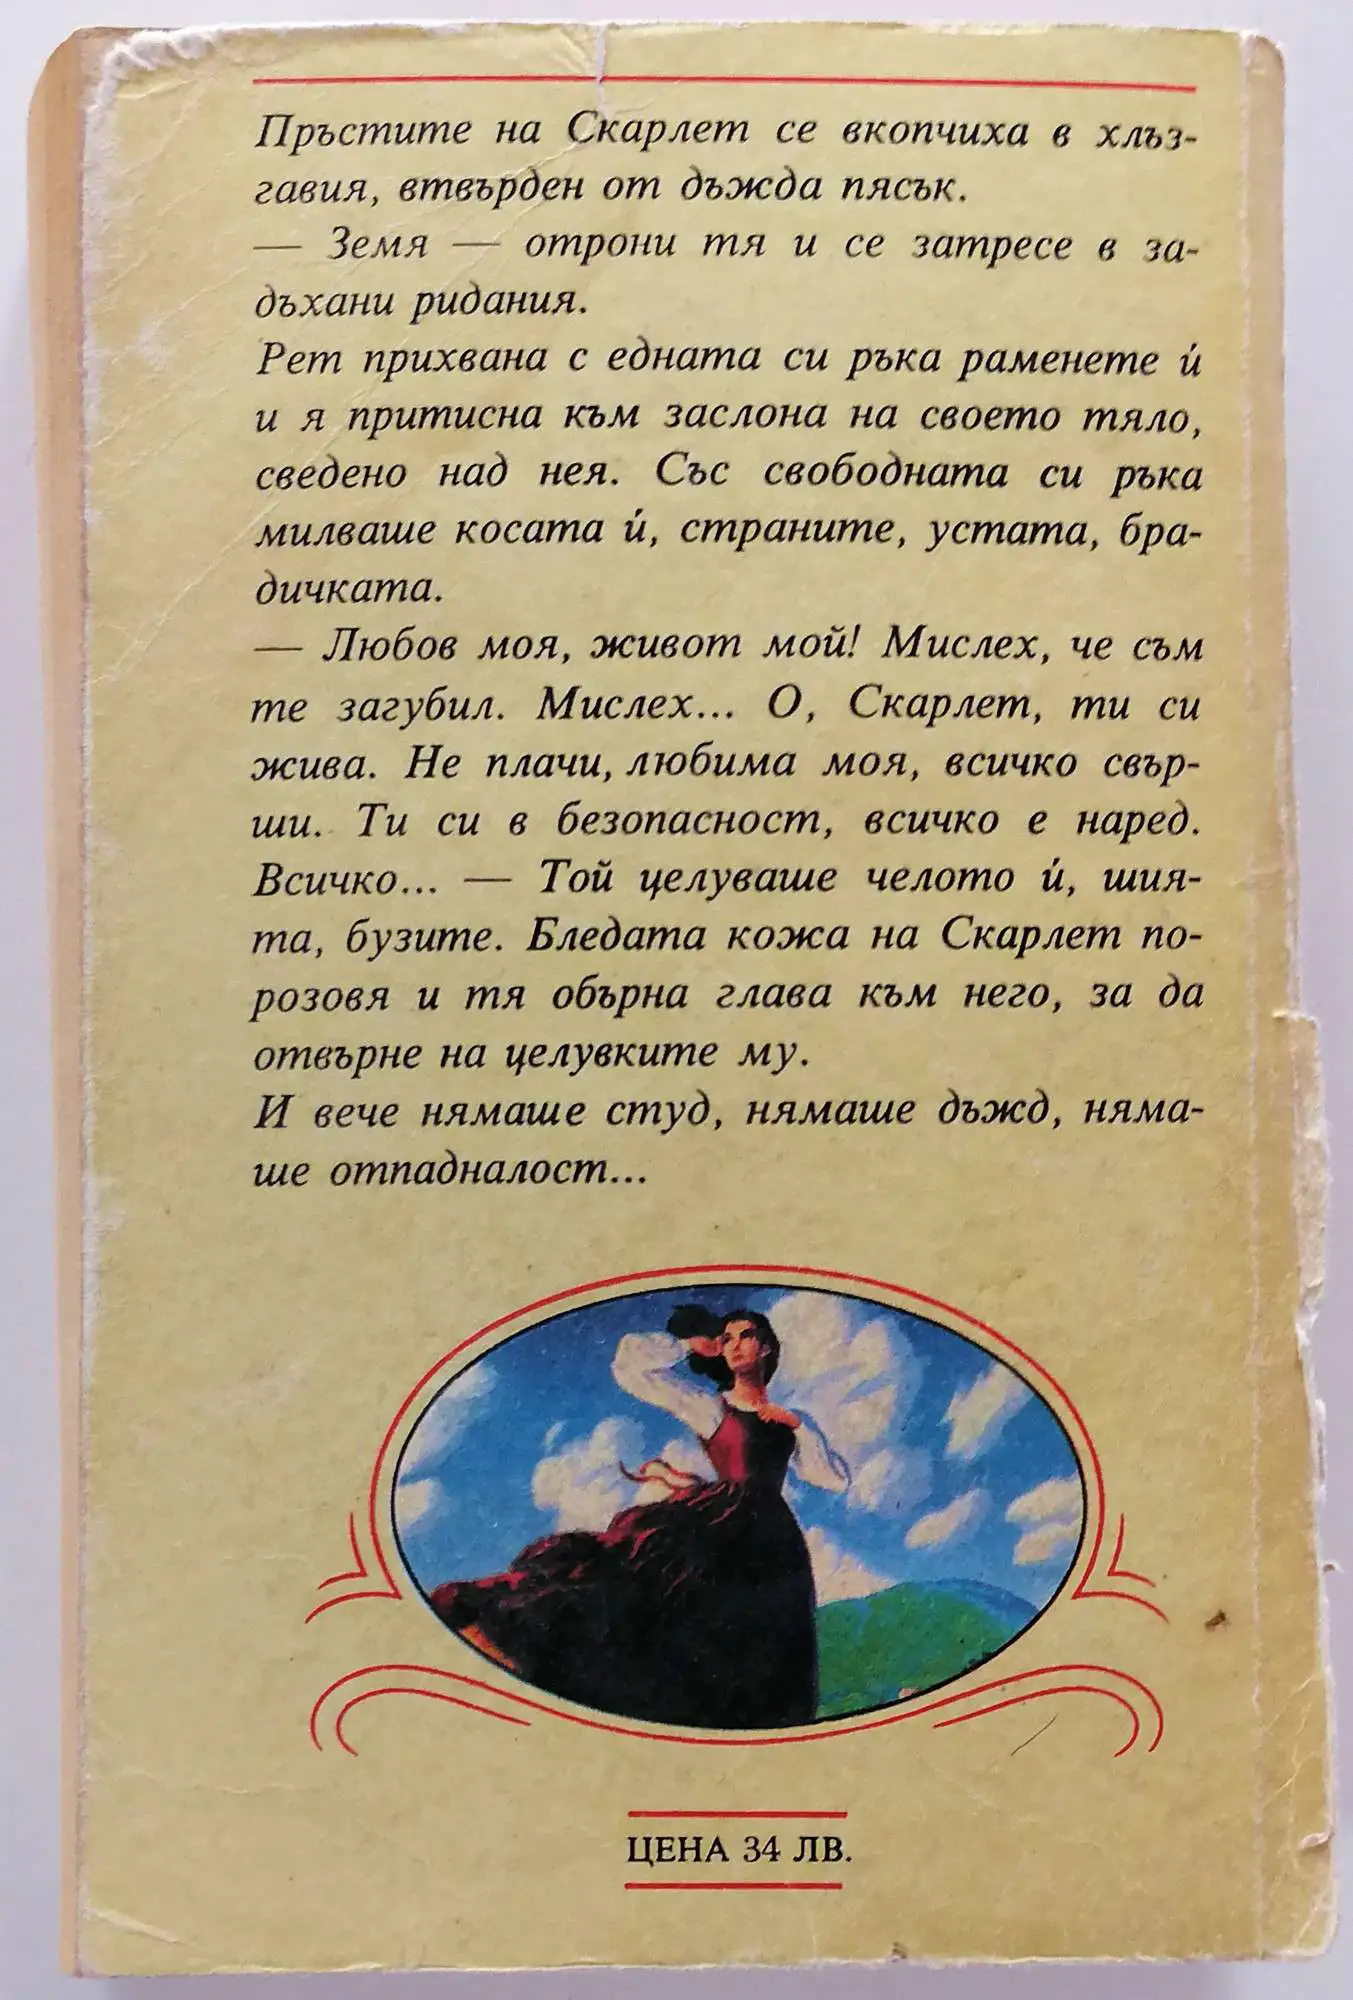 Пръстите на Скарлет се вкопчиха в хлъз-
гавия, втвърден от дъжда пясък.
— Земя — отрони тя и се затресе в за-
дъхани ридания.
Рет прихвана с едната си ръка раменете ѝ
и я притисна към заслона на своето тяло,
сведено над нея. Със свободната си ръка
милваше косата ѝ, страните, устата, бра-
дичката.
— Любов моя, живот мой! Мислех, че съм
те загубил. Мислех... О, Скарлет, ти си
жива. Не плачи, любима моя, всичко свър-
ши. Ти си в безопасност, всичко е наред.
Всичко... — Той целуваше челото ѝ, шия-
та, бузите. Бледата кожа на Скарлет по-
розовя и тя обърна глава към него, за да
отвърне на целувките му.
И вече нямаше студ, нямаше дъжд, няма-
ше отпадналост...
ЦЕНА 34 ЛВ.